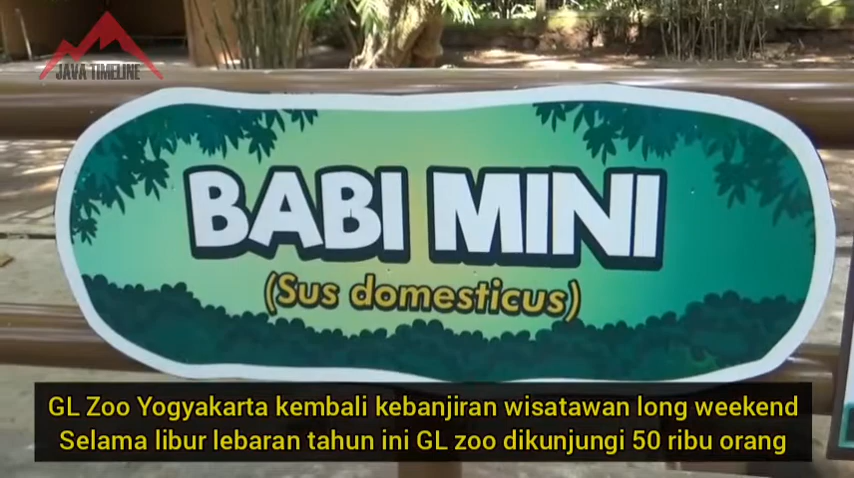 JAVA TIMELINE
BABI MINI
(Sus domesticus)
GL Zoo Yogyakarta kembali kebanjiran wisatawan long weekend
Selama libur lebaran tahun ini GL zoo dikunjungi 50 ribu orang